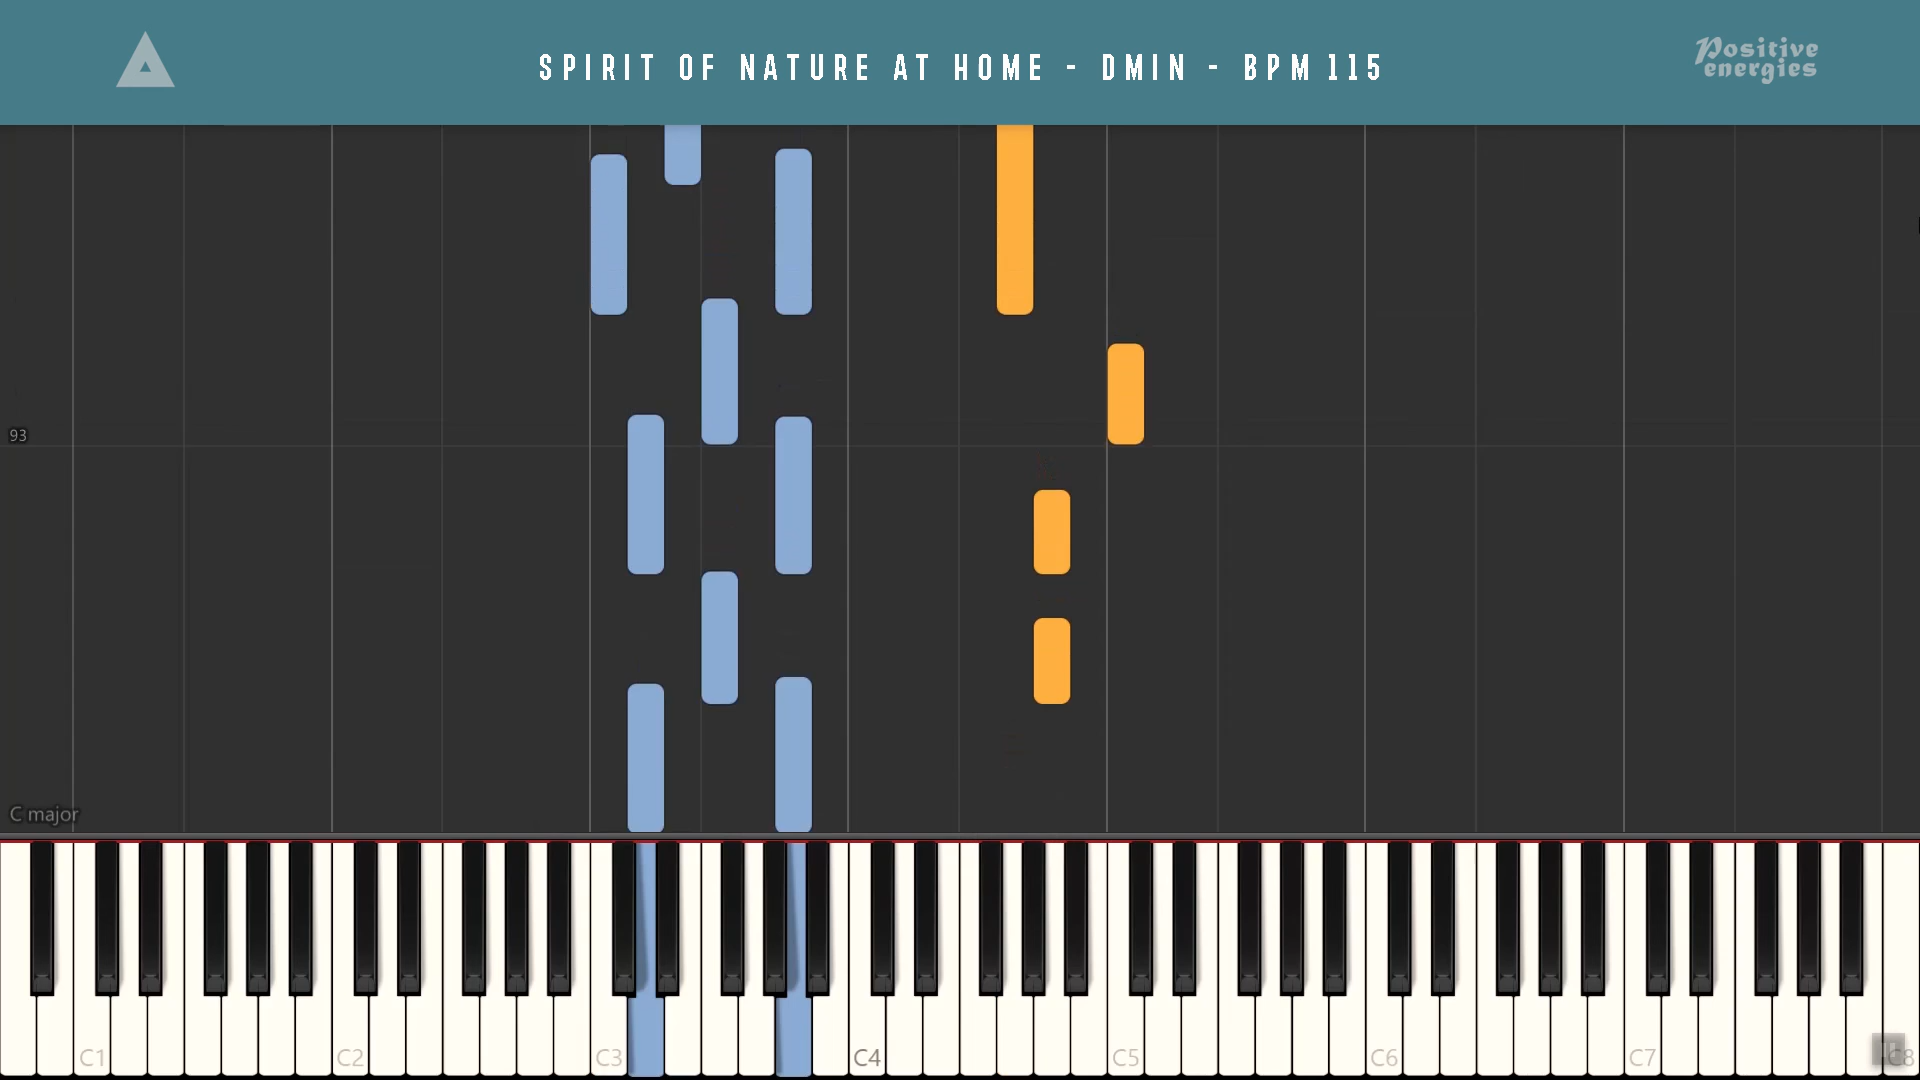 SPIRIT OF NATURE AT HOME - DMIN - BPM 115
Positive
energies
93
C major
C1 C2 C3 C4 C5 C6 C7 C8